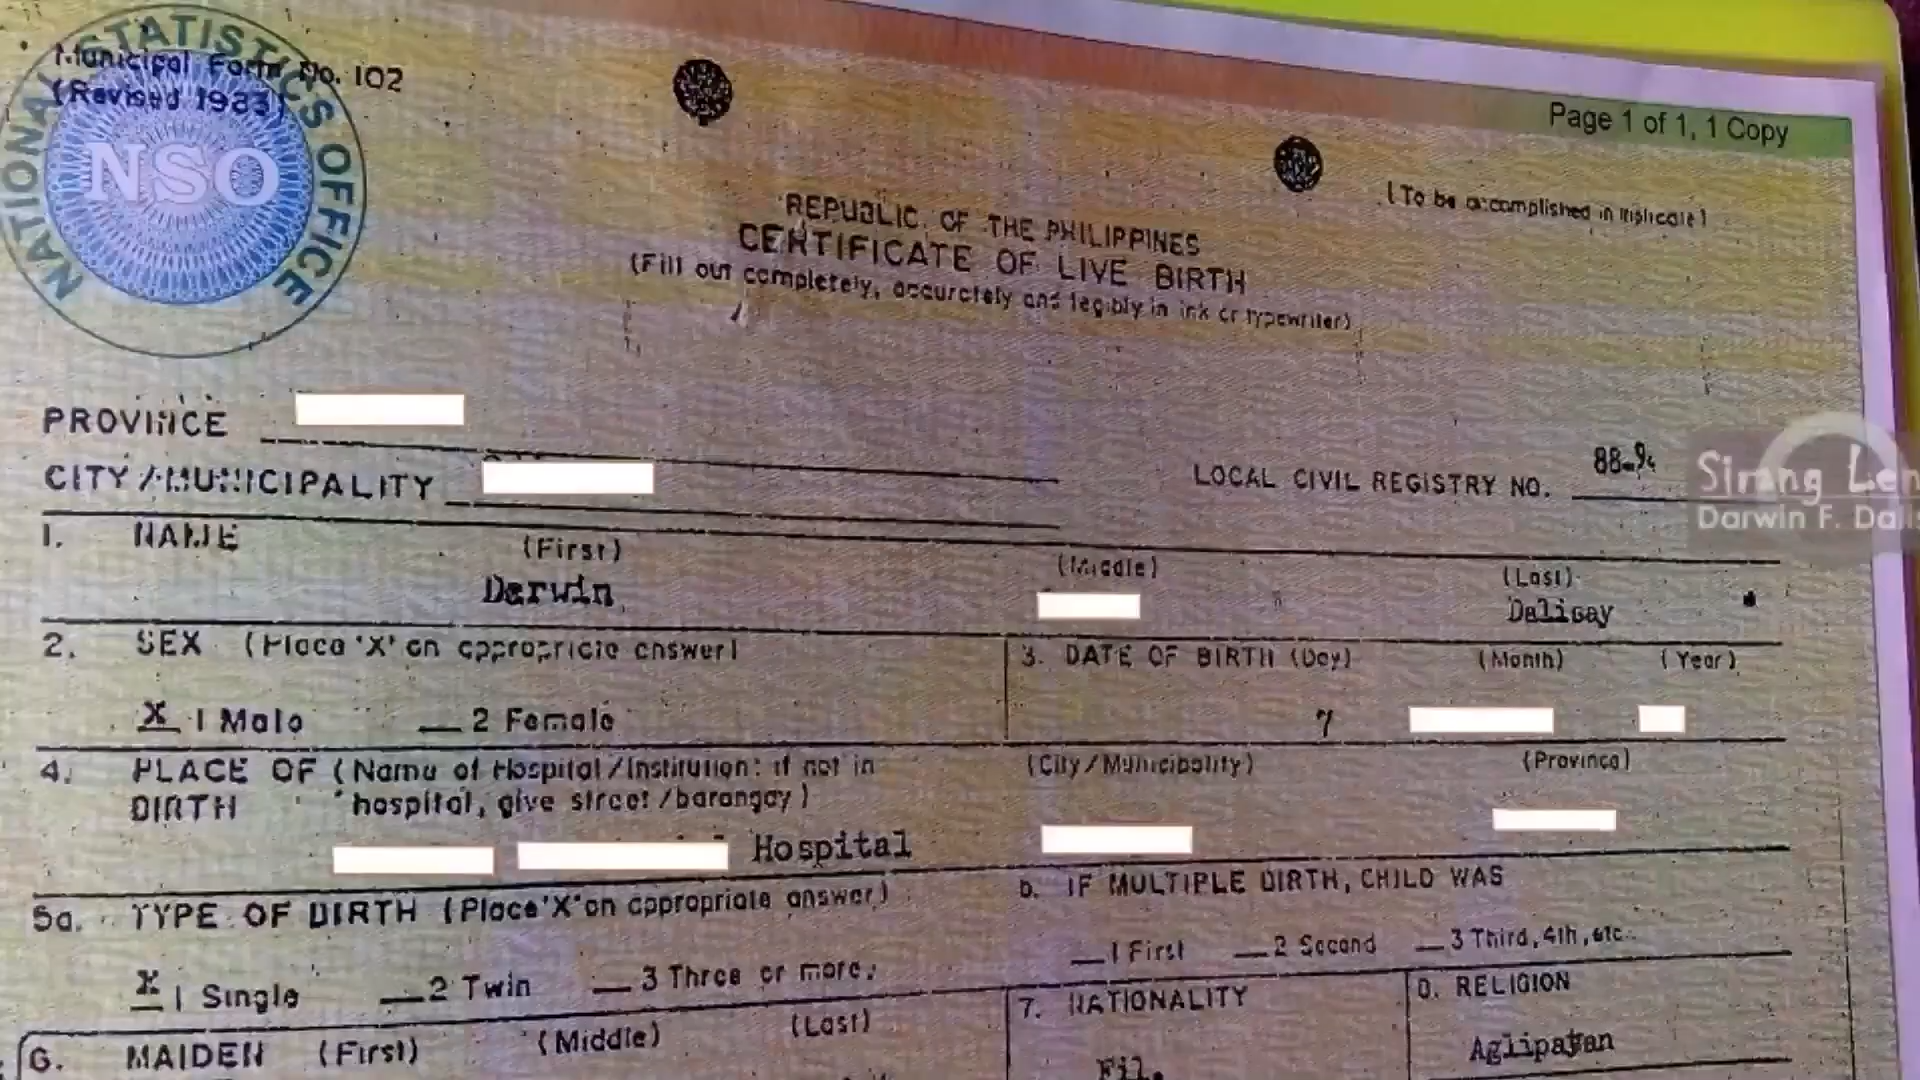 NATIONAL STATISTICS OFFICE
NSO
Municipal Form No. 102
(Revised 1983)
Page 1 of 1, 1 Copy
(To be accomplished in triplicate)
REPUBLIC OF THE PHILIPPINES
CERTIFICATE OF LIVE BIRTH
(Fill out completely, accurately and legibly in ink or typewriter)
PROVINCE
CITY/MUNICIPALITY
LOCAL CIVIL REGISTRY NO. 88-
Sirang Len
Darwin F. Dalis
1. NAME (First) (Middle) (Last)
Darwin Dalisay
2. SEX (Place 'X' on appropriate answer)
3. DATE OF BIRTH (Day) (Month) (Year)
X 1 Male 2 Female
7
4. PLACE OF BIRTH (Name of Hospital/Institution: if not in hospital, give street/barangay)
(City/Municipality) (Province)
Hospital
5a. TYPE OF BIRTH (Place 'X' on appropriate answer)
b. IF MULTIPLE BIRTH, CHILD WAS
1 First 2 Second 3 Third, 4th, etc.
X 1 Single 2 Twin 3 Three or more.
6. MAIDEN (First) (Middle) (Last)
7. NATIONALITY
Fil.
8. RELIGION
Aglipayan